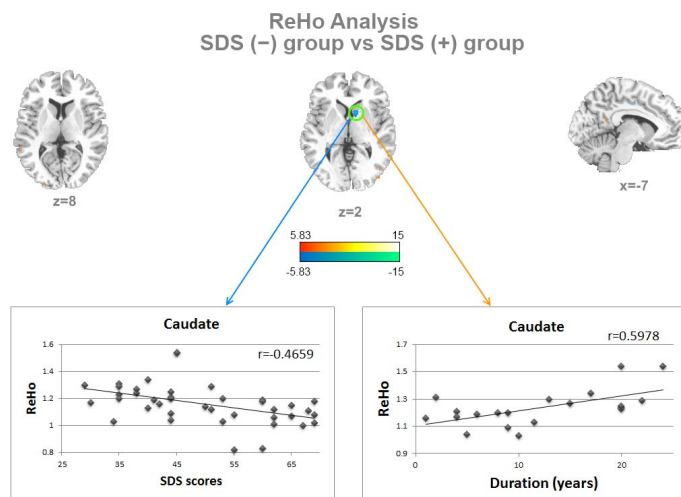 ReHo Analysis
SDS (−) group vs SDS (+) group
z=8
z=2
x=-7
5.83 15
-5.83 -15
Caudate
r=-0.4659
ReHo
1.6
1.4
1.2
1
0.8
25 35 45 55 65
SDS scores
Caudate
r=0.5978
ReHo
1.7
1.5
1.3
1.1
0.9
0 5 10 15 20 25
Duration (years)